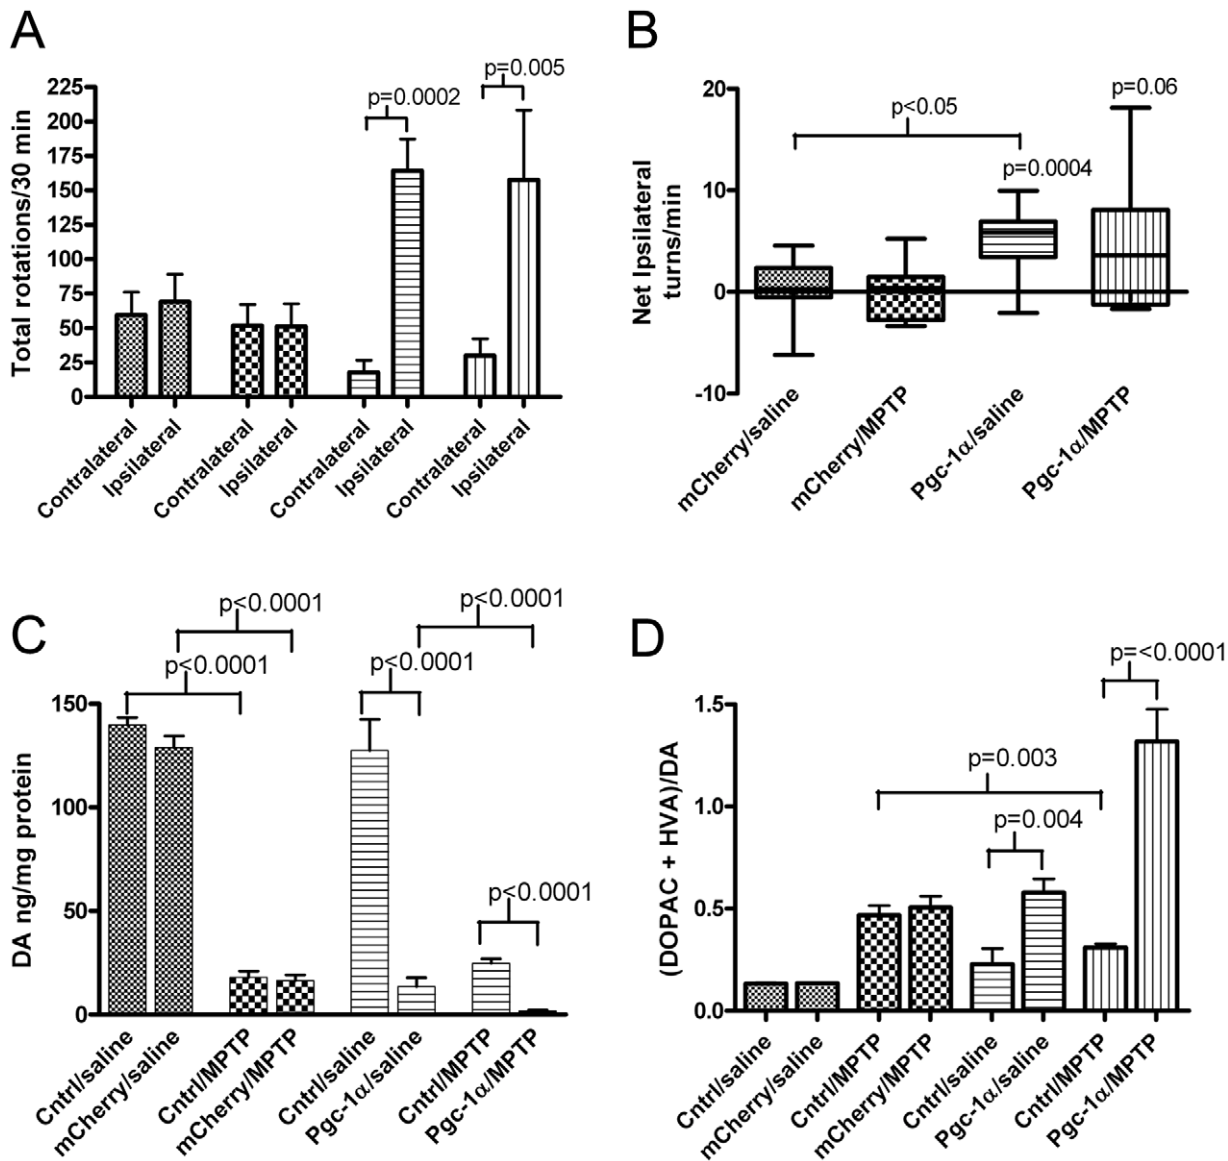 A
Total rotations/30 min
225
200
175
150
125
100
75
50
25
0
p=0.0002
p=0.005
Contralateral
Ipsilateral
Contralateral
Ipsilateral
Contralateral
Ipsilateral
Contralateral
Ipsilateral
B
Net Ipsilateral
turns/min
20
10
0
-10
p<0.05
p=0.0004
p=0.06
mCherry/saline
mCherry/MPTP
Pgc-1α/saline
Pgc-1α/MPTP
C
DA ng/mg protein
150
100
50
0
p<0.0001
p<0.0001
p<0.0001
p<0.0001
p<0.0001
Cntrl/saline
mCherry/saline
Cntrl/MPTP
mCherry/MPTP
Cntrl/saline
Pgc-1α/saline
Cntrl/MPTP
Pgc-1α/MPTP
D
(DOPAC + HVA)/DA
1.5
1.0
0.5
0.0
p=<0.0001
p=0.003
p=0.004
Cntrl/saline
mCherry/saline
Cntrl/MPTP
mCherry/MPTP
Cntrl/saline
Pgc-1α/saline
Cntrl/MPTP
Pgc-1α/MPTP